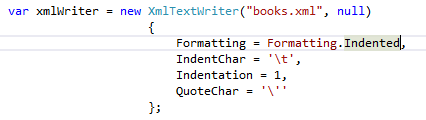 var xmlWriter = new XmlTextWriter("books.xml", null)
{
Formatting = Formatting.Indented,
IndentChar = '\t',
Indentation = 1,
QuoteChar = '\''
};